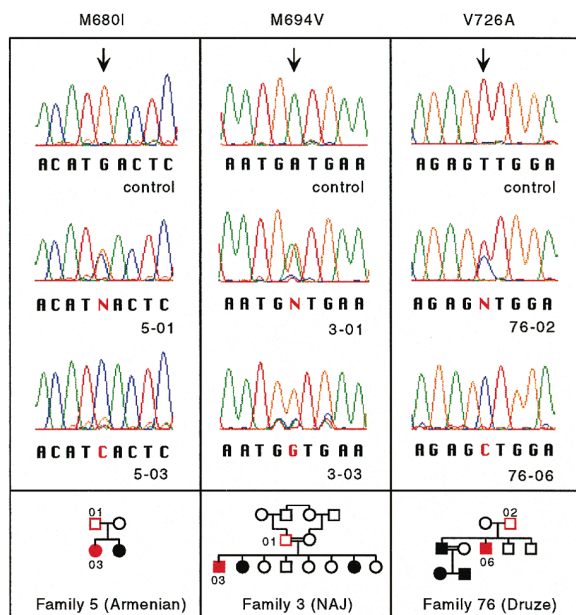 M680I M694V V726A
ACATGACTC AATGATGAA AGAGTTGGA
control control control
ACATNACTC AATGNTGAA AGAGNTGGA
5-01 3-01 76-02
ACATCACTC AATGGTGAA AGAGCTGGA
5-03 3-03 76-06
01 01 02
03 03 06
Family 5 (Armenian) Family 3 (NAJ) Family 76 (Druze)